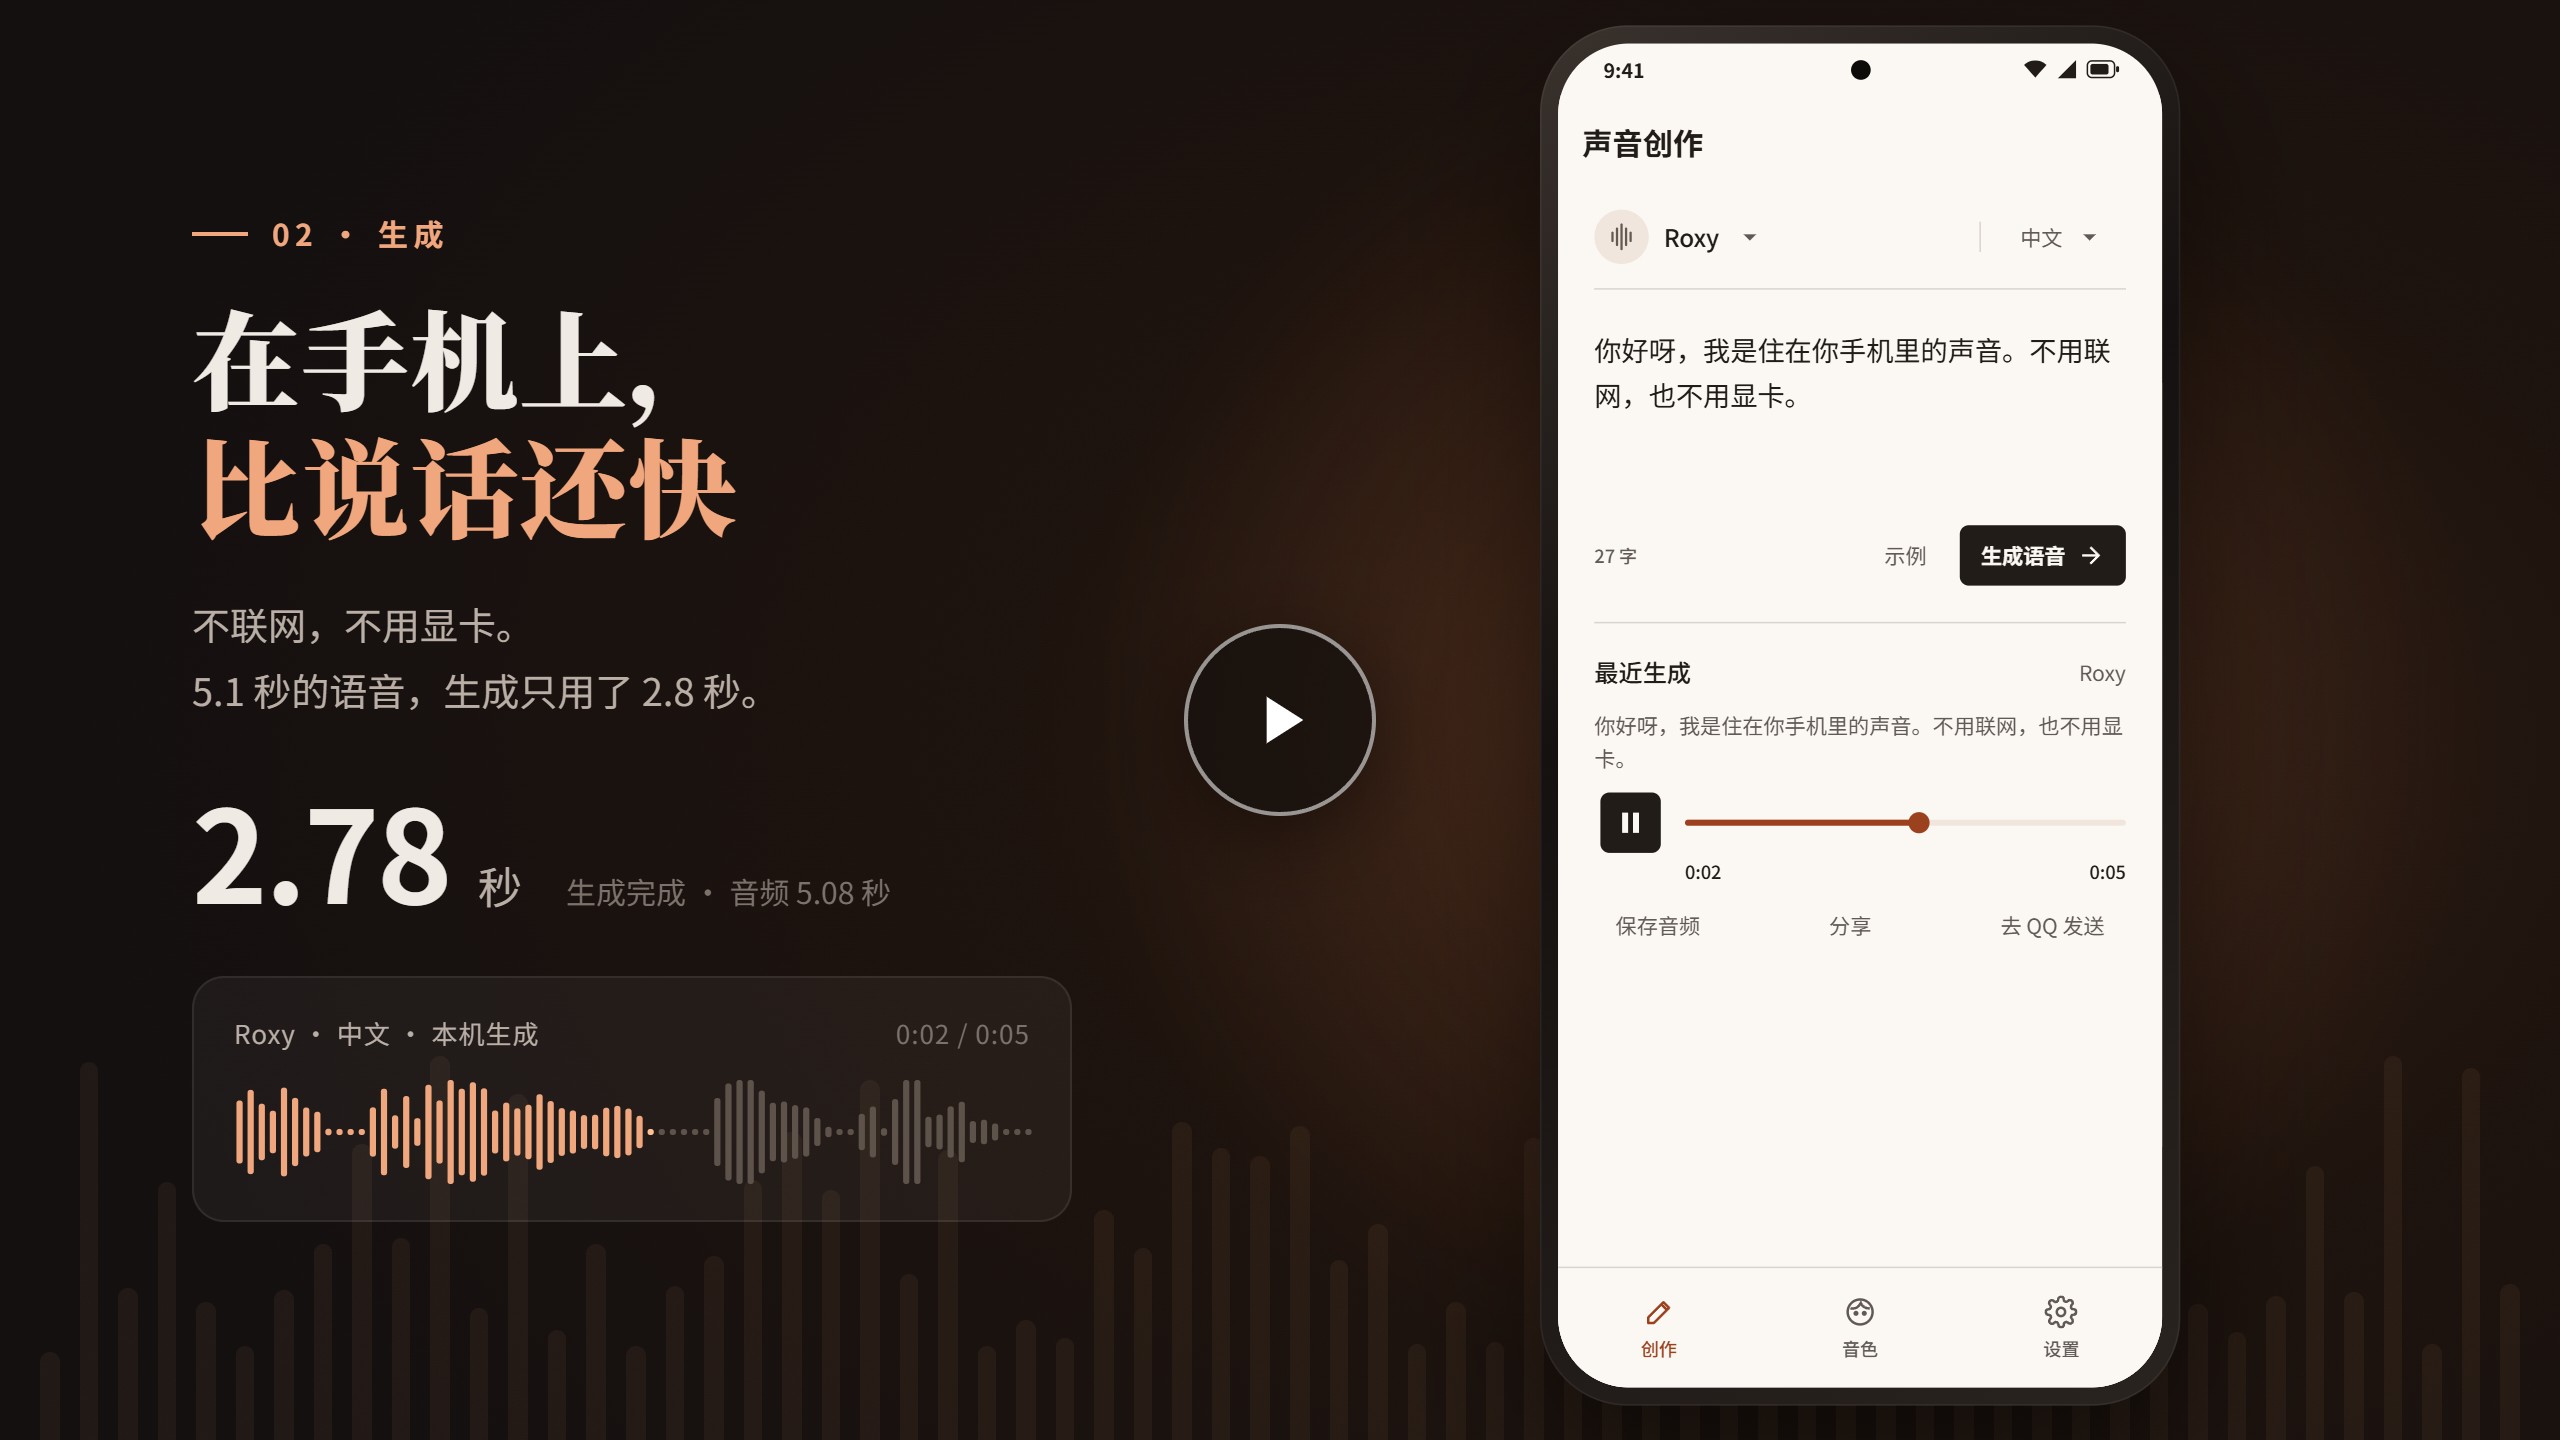 02 · 生成
在手机上，
比说话还快
不联网，不用显卡。
5.1 秒的语音，生成只用了 2.8 秒。
2.78 秒 生成完成 · 音频 5.08 秒
Roxy · 中文 · 本机生成 0:02 / 0:05
9:41
声音创作
Roxy 中文
你好呀，我是住在你手机里的声音。不用联
网，也不用显卡。
27 字 示例 生成语音
最近生成 Roxy
你好呀，我是住在你手机里的声音。不用联网，也不用显
卡。
0:02 0:05
保存音频 分享 去 QQ 发送
创作 音色 设置